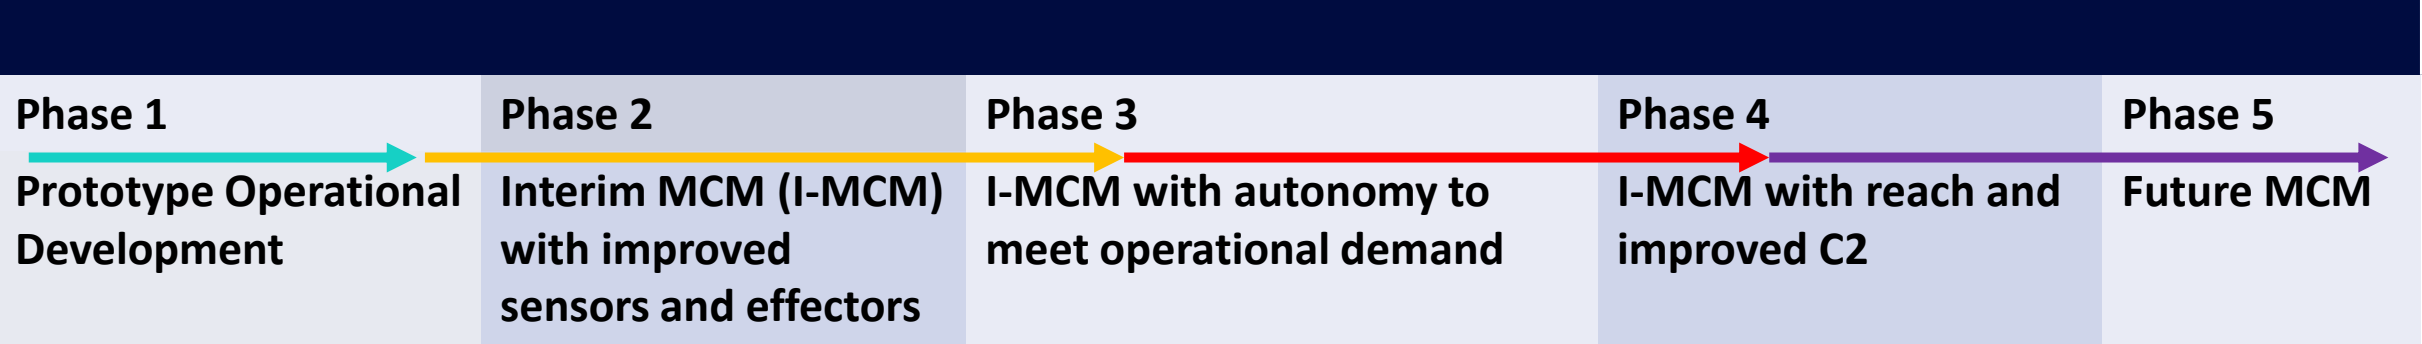 Phase 1
Prototype Operational
Development
Phase 2
Interim MCM (I-MCM)
with improved
sensors and effectors
Phase 3
I-MCM with autonomy to
meet operational demand
Phase 4
I-MCM with reach and
improved C2
Phase 5
Future MCM